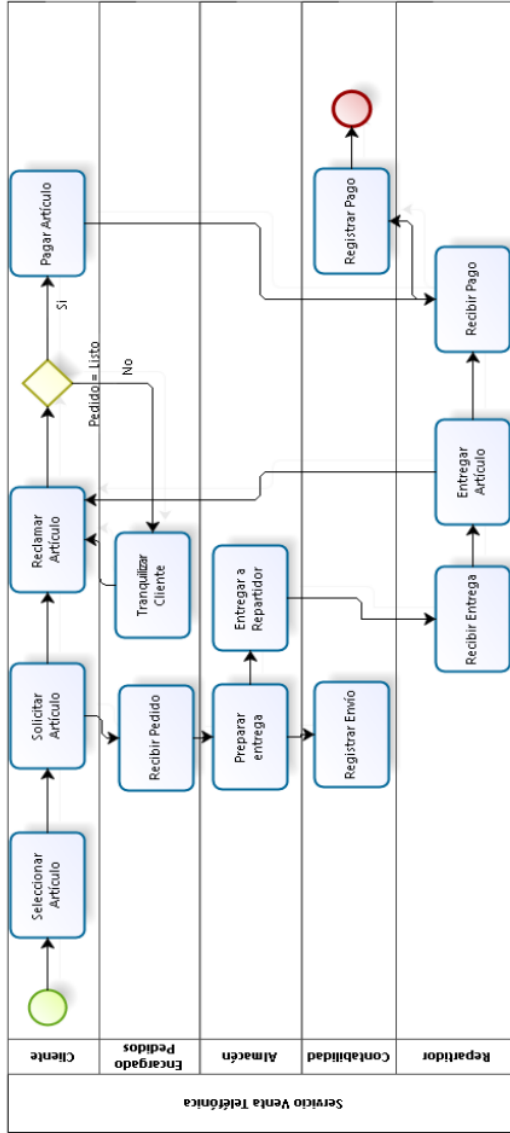 Servicio Venta Teléfónica
Cliente
Seleccionar
Artículo
Solicitar
Artículo
Reclamar
Artículo
Pedido = Listo
Si
No
Pagar Artículo
Encargado
Pedidos
Recibir Pedido
Tranquilizar
Cliente
Almacén
Preparar
entrega
Entregar a
Repartidor
Contabilidad
Registrar Envío
Registrar Pago
Repartidor
Recibir Entrega
Entregar
Artículo
Recibir Pago